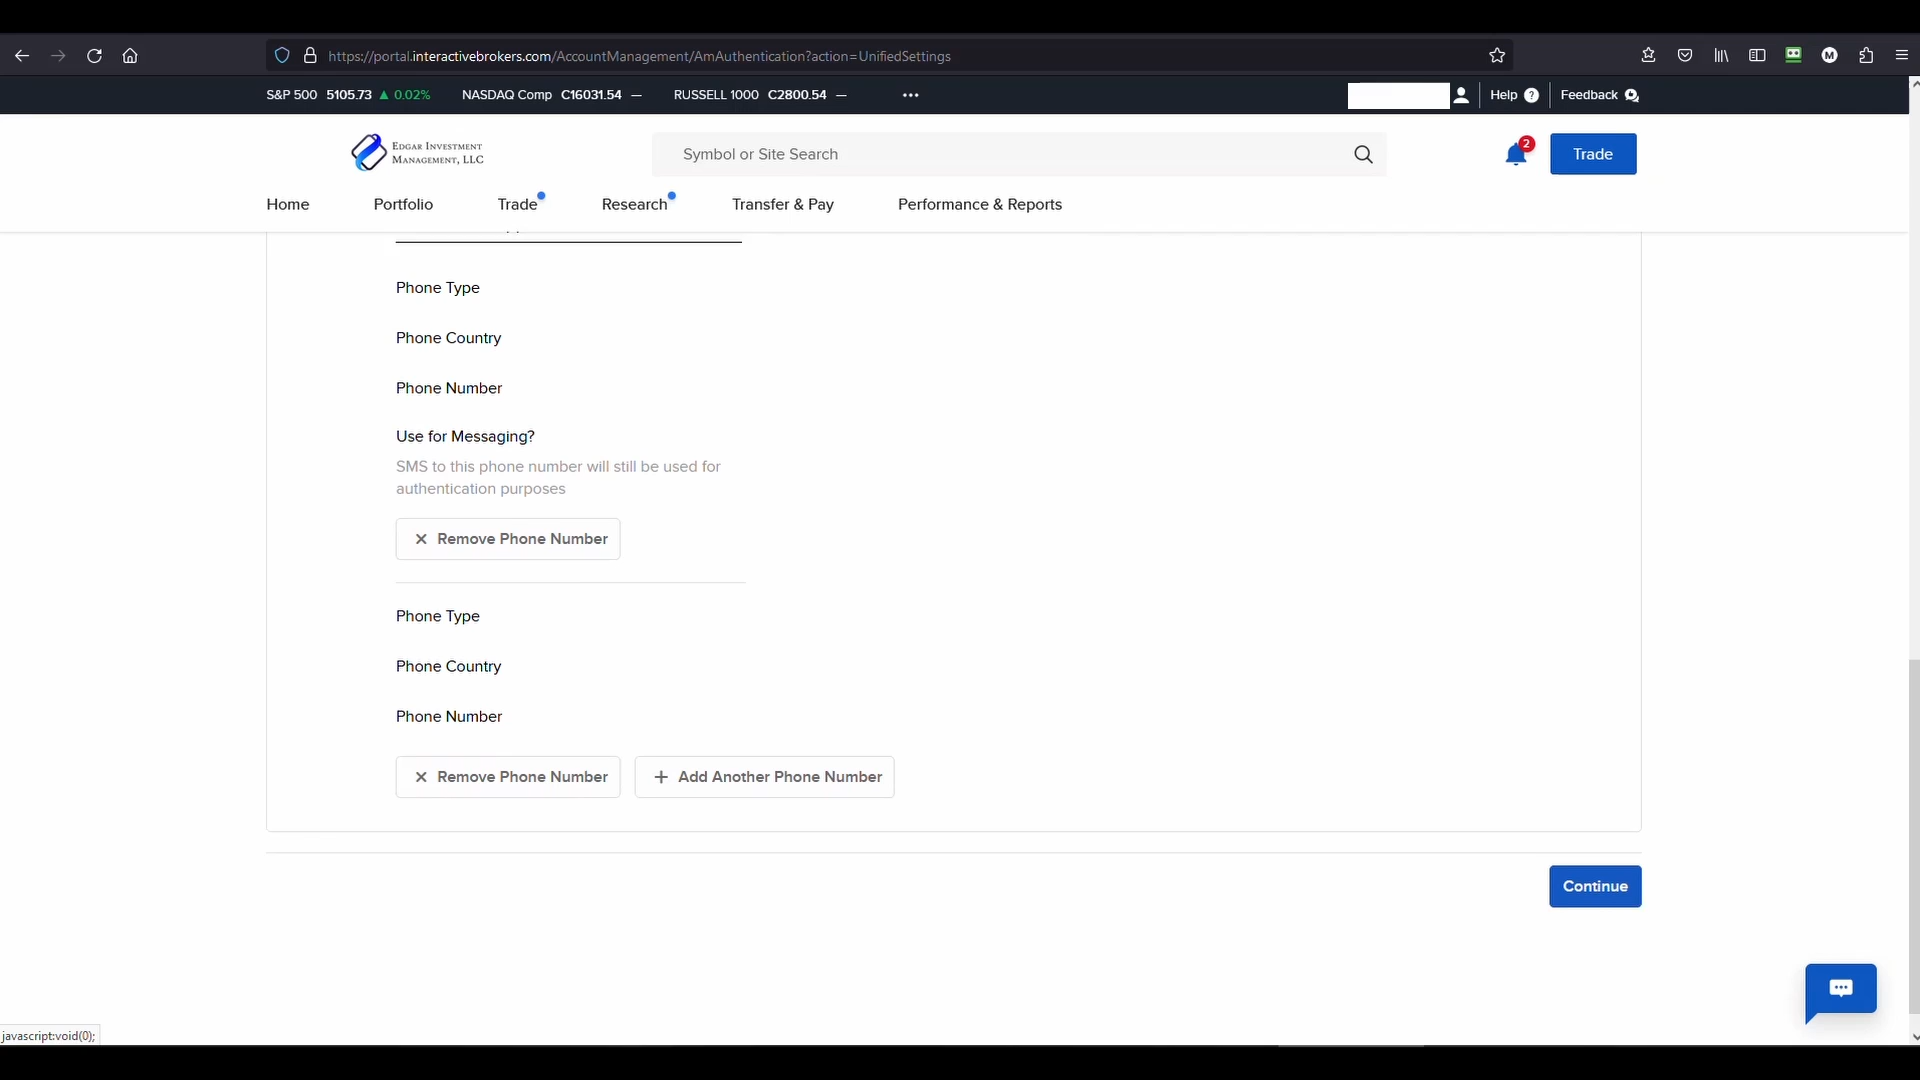 https://portal.interactivebrokers.com/AccountManagement/AmAuthentication?action=UnifiedSettings
M
S&P 500 5105.73 ▲ 0.02% NASDAQ Comp C16031.54 — RUSSELL 1000 C2800.54 — •••
Help ? Feedback
EDGAR INVESTMENT
MANAGEMENT, LLC
Symbol or Site Search
2
Trade
Home Portfolio Trade Research Transfer & Pay Performance & Reports
Phone Type
Phone Country
Phone Number
Use for Messaging?
SMS to this phone number will still be used for
authentication purposes
✕ Remove Phone Number
Phone Type
Phone Country
Phone Number
✕ Remove Phone Number + Add Another Phone Number
Continue
javascript:void(0);